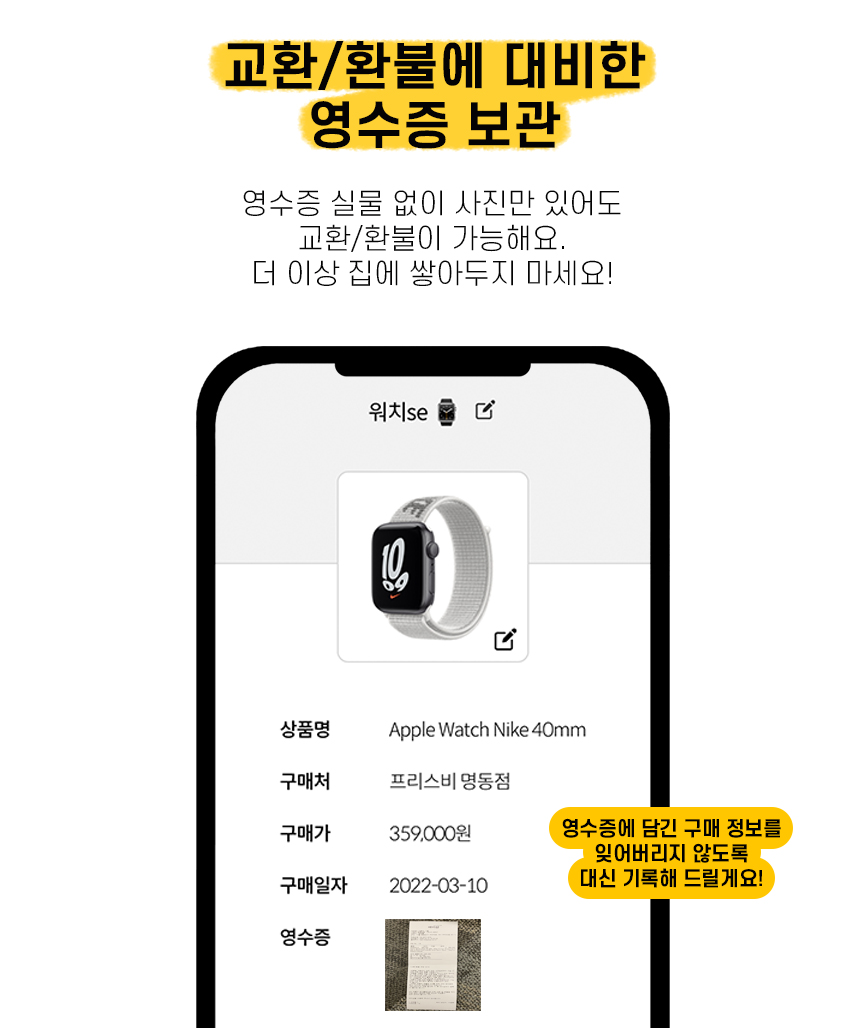 교환/환불에 대비한
영수증 보관
영수증 실물 없이 사진만 있어도
교환/환불이 가능해요.
더 이상 집에 쌓아두지 마세요!
워치se
10
09
상품명 Apple Watch Nike 40mm
구매처 프리스비 명동점
구매가 359,000원
구매일자 2022-03-10
영수증
영수증에 담긴 구매 정보를
잊어버리지 않도록
대신 기록해 드릴게요!